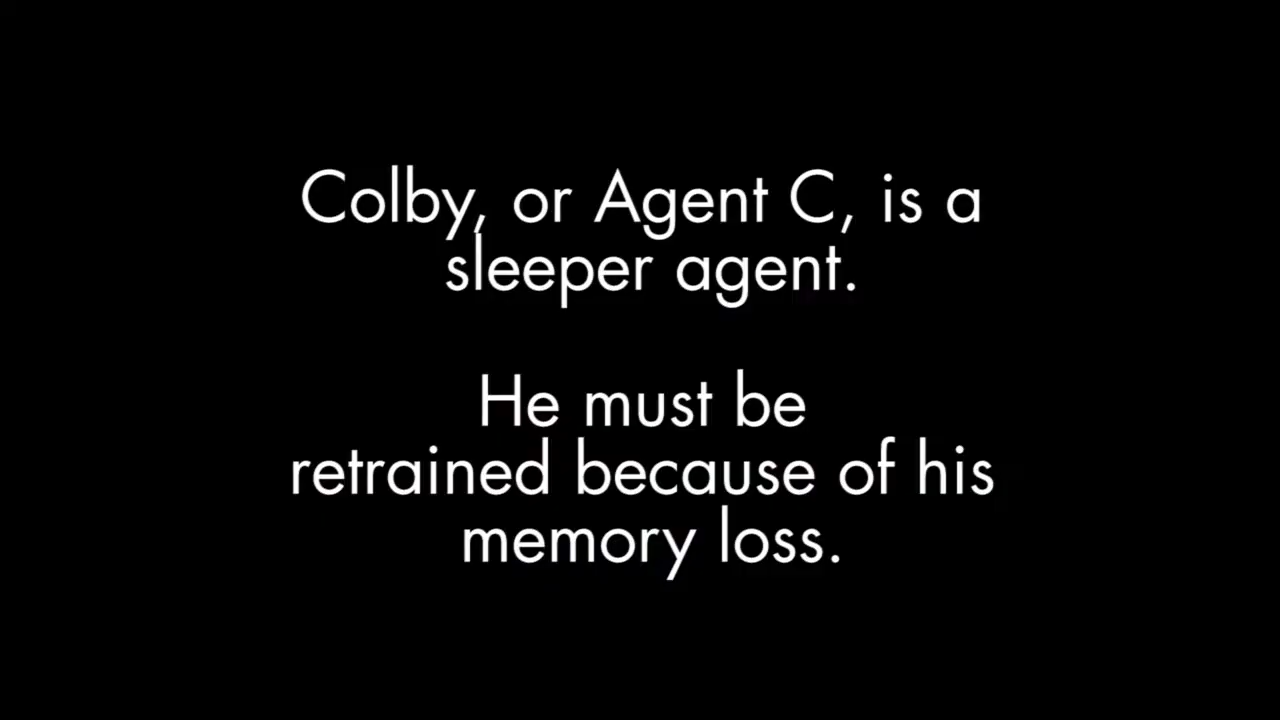 Colby, or Agent C, is a
sleeper agent.
He must be
retrained because of his
memory loss.